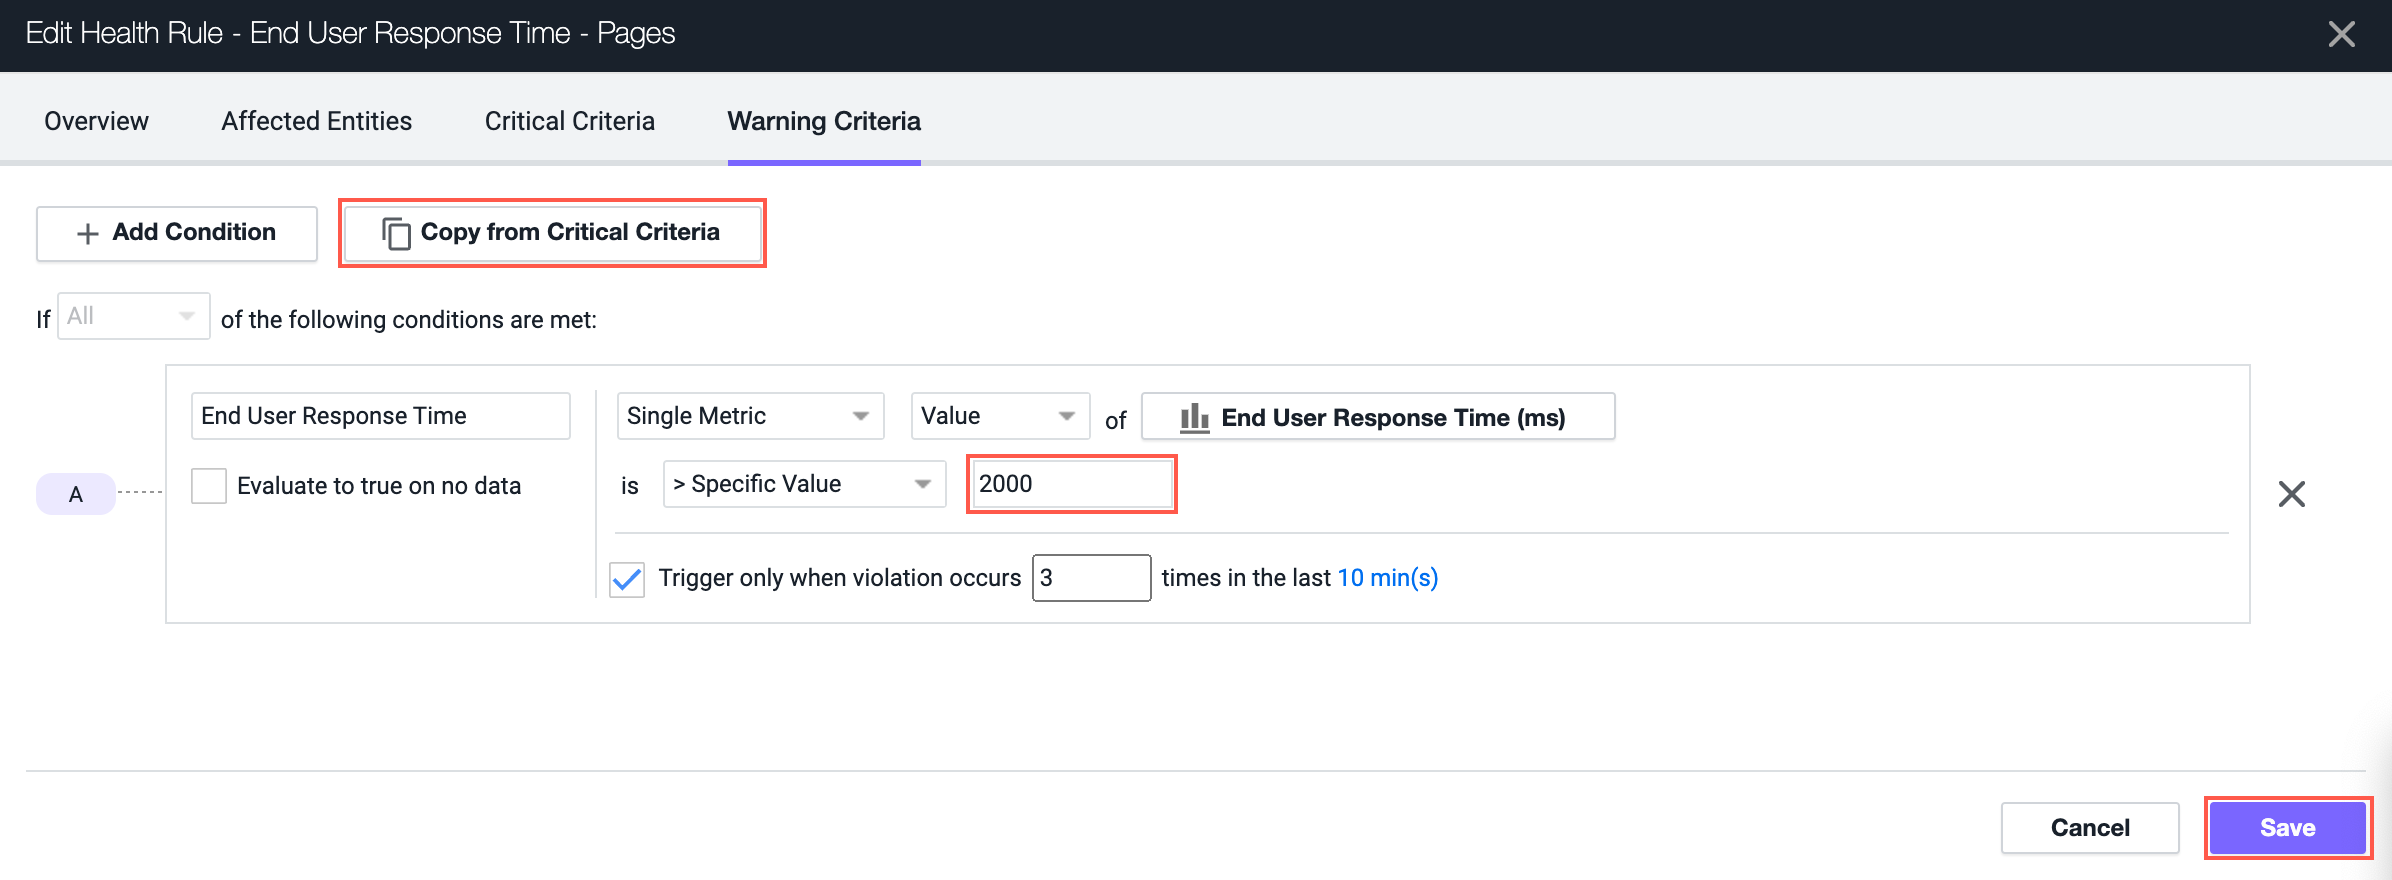 Edit Health Rule - End User Response Time - Pages
Overview Affected Entities Critical Criteria Warning Criteria
Add Condition Copy from Critical Criteria
If All of the following conditions are met:
End User Response Time Single Metric Value of End User Response Time (ms)
A Evaluate to true on no data is > Specific Value 2000
Trigger only when violation occurs 3 times in the last 10 min(s)
Cancel Save